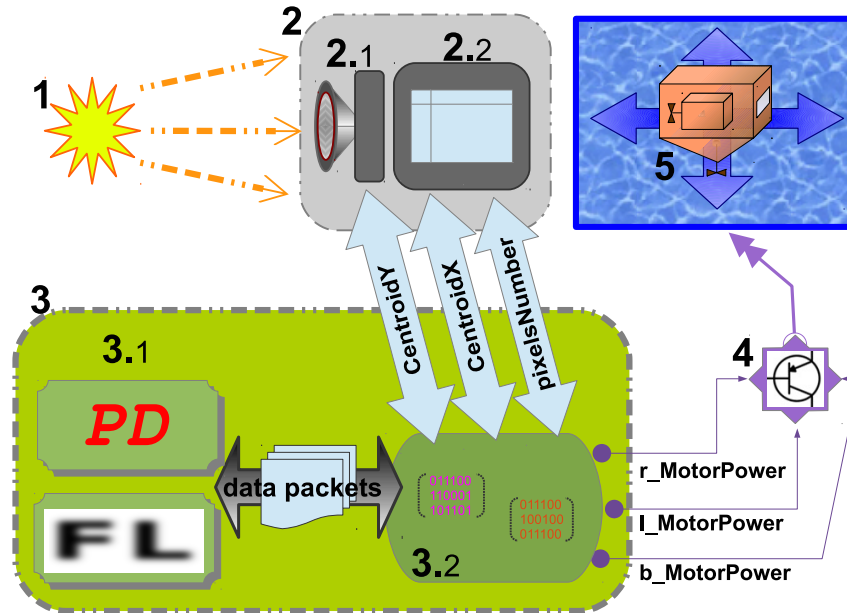 2
2.1
2.2
1
5
CentroidY
CentroidX
pixelsNumber
3
3.1
4
PD
data packets
011100
110001
101101
011100
100100
011100
r_MotorPower
l_MotorPower
FL
3.2
b_MotorPower